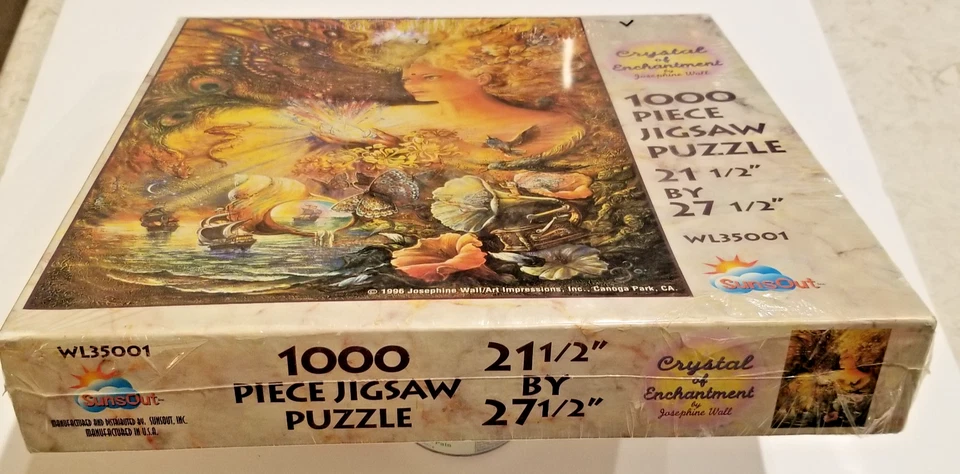 Crystal
of
Enchantment
by
Josephine Wall
1000
PIECE
JIGSAW
PUZZLE
21 1/2"
BY
27 1/2"
WL35001
SunsOut
© 1996 Josephine Wall/Art Impressions, Inc., Canoga Park, CA.
WL35001
SunsOut
MANUFACTURED AND DISTRIBUTED BY, SUNSOUT, INC.
MANUFACTURED IN U.S.A.
1000
PIECE JIGSAW
PUZZLE
21 1/2"
BY
27 1/2"
Crystal
of
Enchantment
by
Josephine Wall